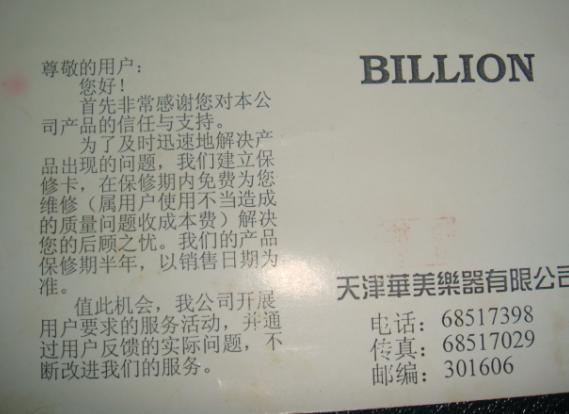 尊敬的用户：
您好！
首先非常感谢您对本公
司产品的信任与支持。
为了及时迅速地解决产
品出现的问题，我们建立保
修卡，在保修期内免费为您
维修（属用户使用不当造成
的质量问题收成本费）解决
您的后顾之忧。我们的产品
保修期半年，以销售日期为
准。
值此机会，我公司开展
用户要求的服务活动，并通
过用户反馈的实际问题，不
断改进我们的服务。
BILLION
天津華美樂器有限公司
电话：68517398
传真：68517029
邮编：301606